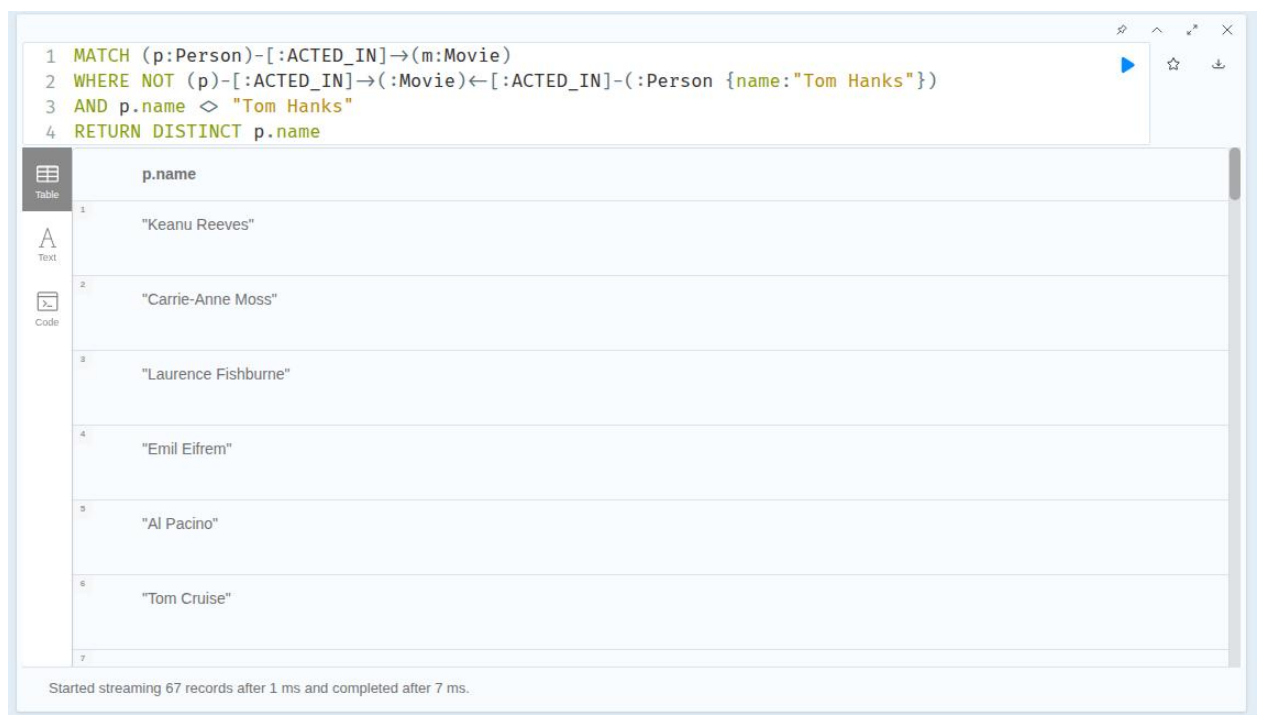 1 MATCH (p:Person)-[:ACTED_IN]→(m:Movie)
2 WHERE NOT (p)-[:ACTED_IN]→(:Movie)←[:ACTED_IN]-(:Person {name:"Tom Hanks"})
3 AND p.name <> "Tom Hanks"
4 RETURN DISTINCT p.name
Table
Text
Code
p.name
1
"Keanu Reeves"
2
"Carrie-Anne Moss"
3
"Laurence Fishburne"
4
"Emil Eifrem"
5
"Al Pacino"
6
"Tom Cruise"
7
Started streaming 67 records after 1 ms and completed after 7 ms.